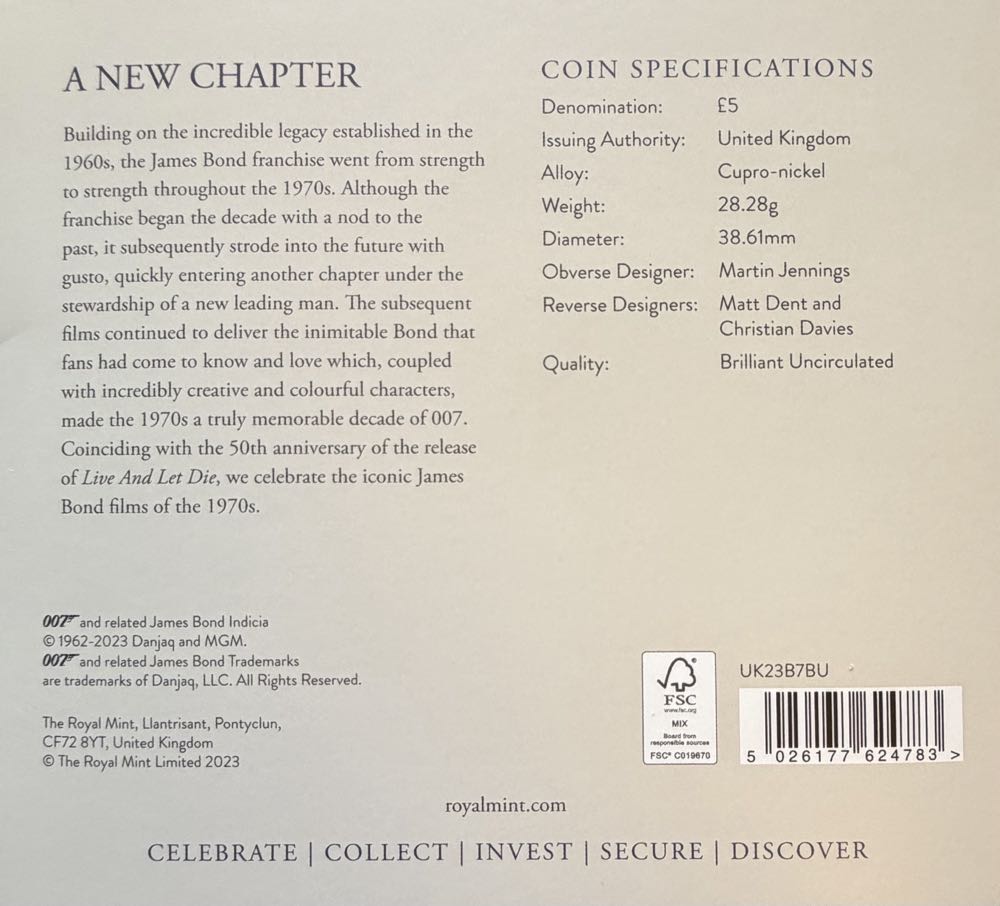 A NEW CHAPTER
Building on the incredible legacy established in the
1960s, the James Bond franchise went from strength
to strength throughout the 1970s. Although the
franchise began the decade with a nod to the
past, it subsequently strode into the future with
gusto, quickly entering another chapter under the
stewardship of a new leading man. The subsequent
films continued to deliver the inimitable Bond that
fans had come to know and love which, coupled
with incredibly creative and colourful characters,
made the 1970s a truly memorable decade of 007.
Coinciding with the 50th anniversary of the release
of Live And Let Die, we celebrate the iconic James
Bond films of the 1970s.
COIN SPECIFICATIONS
Denomination: £5
Issuing Authority: United Kingdom
Alloy: Cupro-nickel
Weight: 28.28g
Diameter: 38.61mm
Obverse Designer: Martin Jennings
Reverse Designers: Matt Dent and
Christian Davies
Quality: Brilliant Uncirculated
007 and related James Bond Indicia
© 1962-2023 Danjaq and MGM.
007 and related James Bond Trademarks
are trademarks of Danjaq, LLC. All Rights Reserved.
The Royal Mint, Llantrisant, Pontyclun,
CF72 8YT, United Kingdom
© The Royal Mint Limited 2023
FSC
www.fsc.org
MIX
Board from
responsible sources
FSC® C019670
UK23B7BU
5 026177 624783 >
royalmint.com
CELEBRATE | COLLECT | INVEST | SECURE | DISCOVER